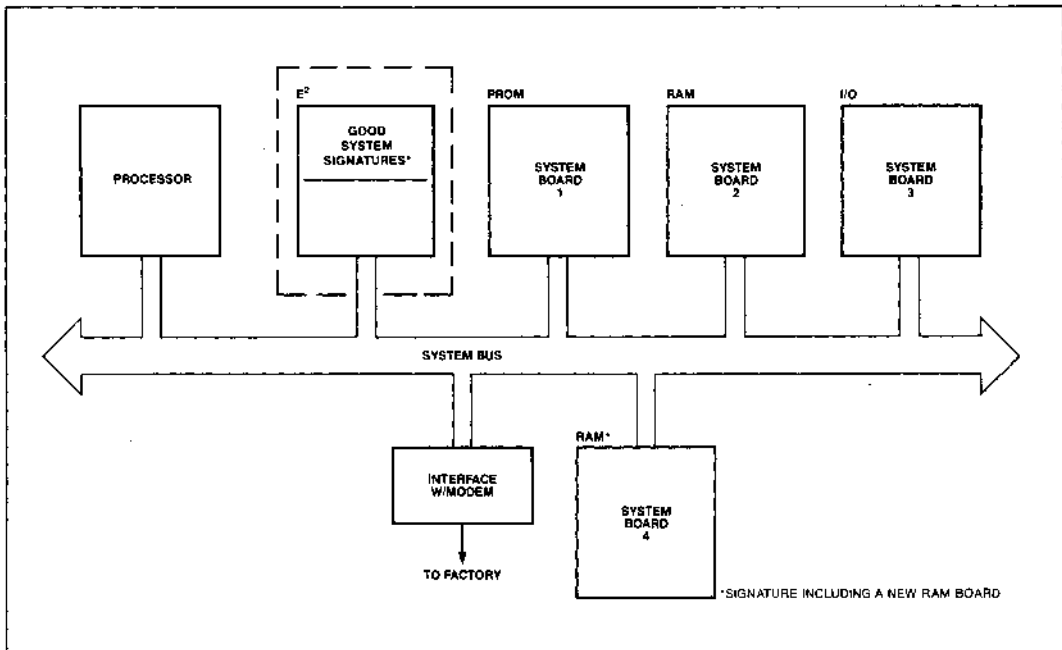 E²
PROM
RAM
I/O
PROCESSOR
GOOD
SYSTEM
SIGNATURES*
SYSTEM
BOARD
1
SYSTEM
BOARD
2
SYSTEM
BOARD
3
SYSTEM BUS
INTERFACE
W/MODEM
TO FACTORY
RAM*
SYSTEM
BOARD
4
*SIGNATURE INCLUDING A NEW RAM BOARD